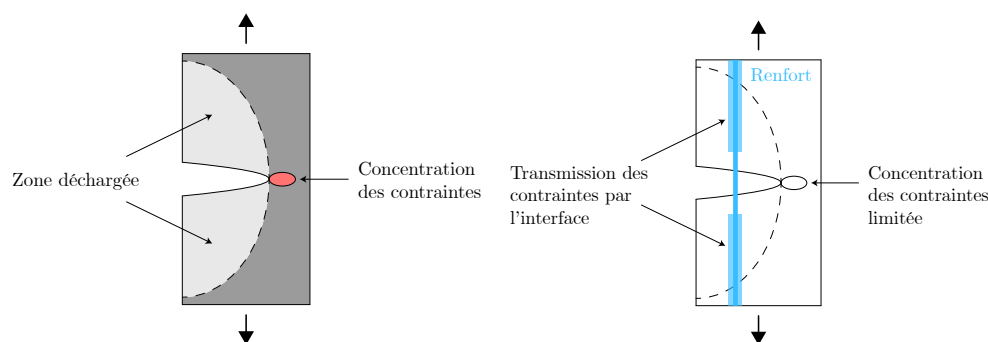 Zone déchargée
Concentration
des contraintes
Renfort
Transmission des
contraintes par
l'interface
Concentration
des contraintes
limitée